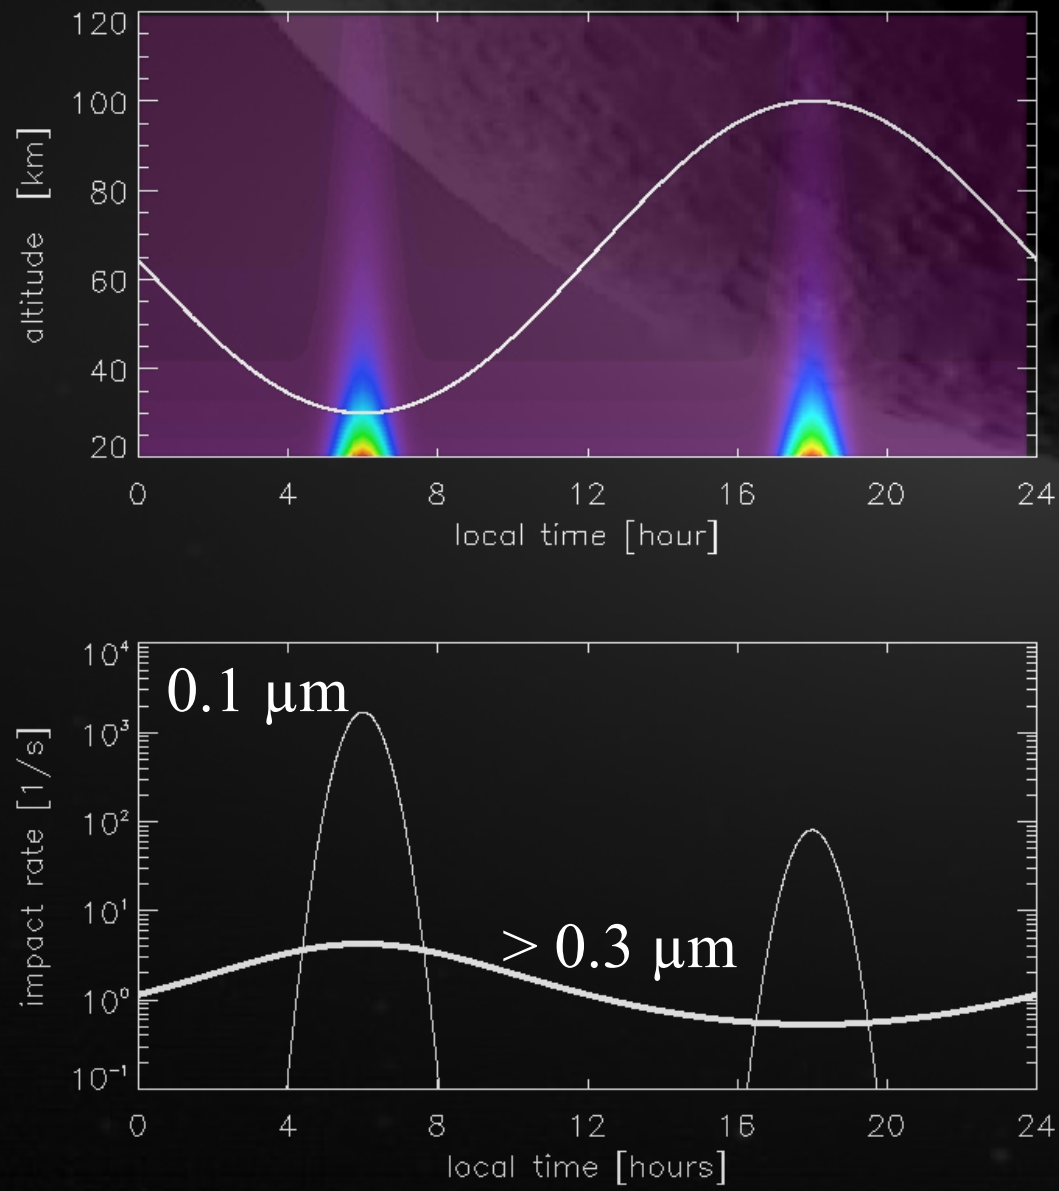 120
100
80
60
40
20
altitude [km]
0 4 8 12 16 20 24
local time [hour]
10⁴
10³
10²
10¹
10⁰
10⁻¹
impact rate [1/s]
0.1 μm
> 0.3 μm
0 4 8 12 16 20 24
local time [hours]